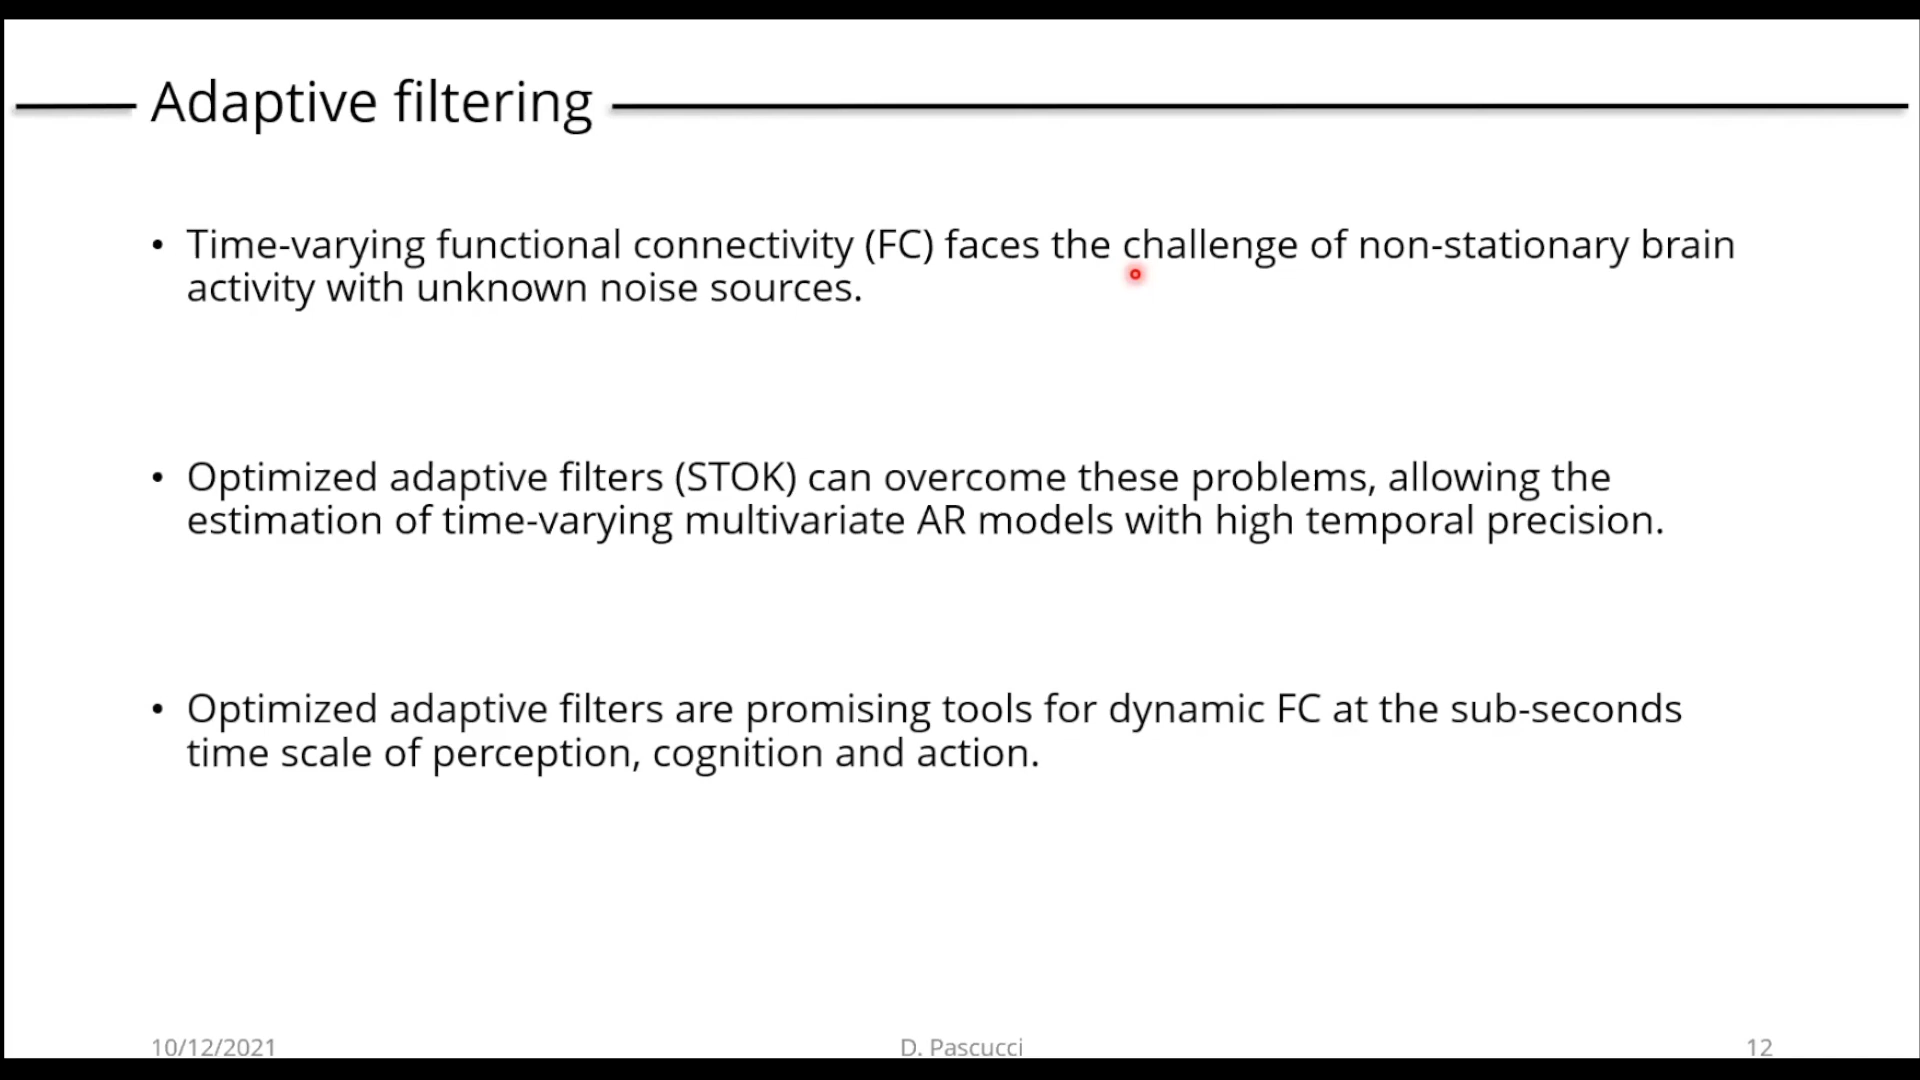 Adaptive filtering
• Time-varying functional connectivity (FC) faces the challenge of non-stationary brain
activity with unknown noise sources.
• Optimized adaptive filters (STOK) can overcome these problems, allowing the
estimation of time-varying multivariate AR models with high temporal precision.
• Optimized adaptive filters are promising tools for dynamic FC at the sub-seconds
time scale of perception, cognition and action.
10/12/2021
D. Pascucci
12